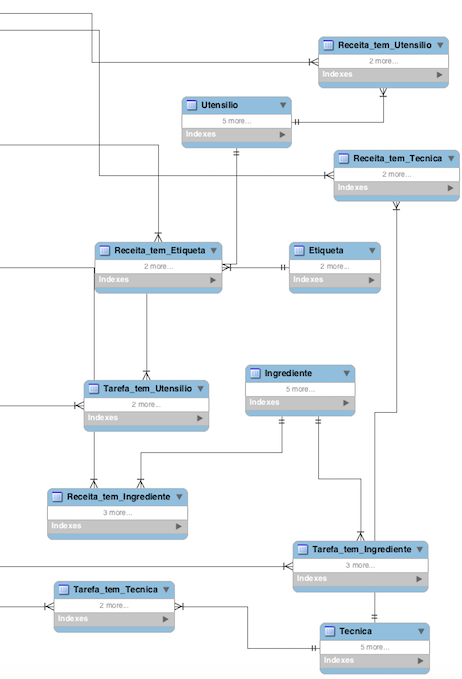 Receita_tem_Utensilio
2 more...
Indexes
Utensilio
5 more...
Indexes
Receita_tem_Tecnica
2 more...
Indexes
Receita_tem_Etiqueta
2 more...
Indexes
Etiqueta
2 more...
Indexes
Ingrediente
5 more...
Indexes
Tarefa_tem_Utensilio
2 more...
Indexes
Receita_tem_Ingrediente
3 more...
Indexes
Tarefa_tem_Ingrediente
3 more...
Indexes
Tarefa_tem_Tecnica
2 more...
Indexes
Tecnica
5 more...
Indexes